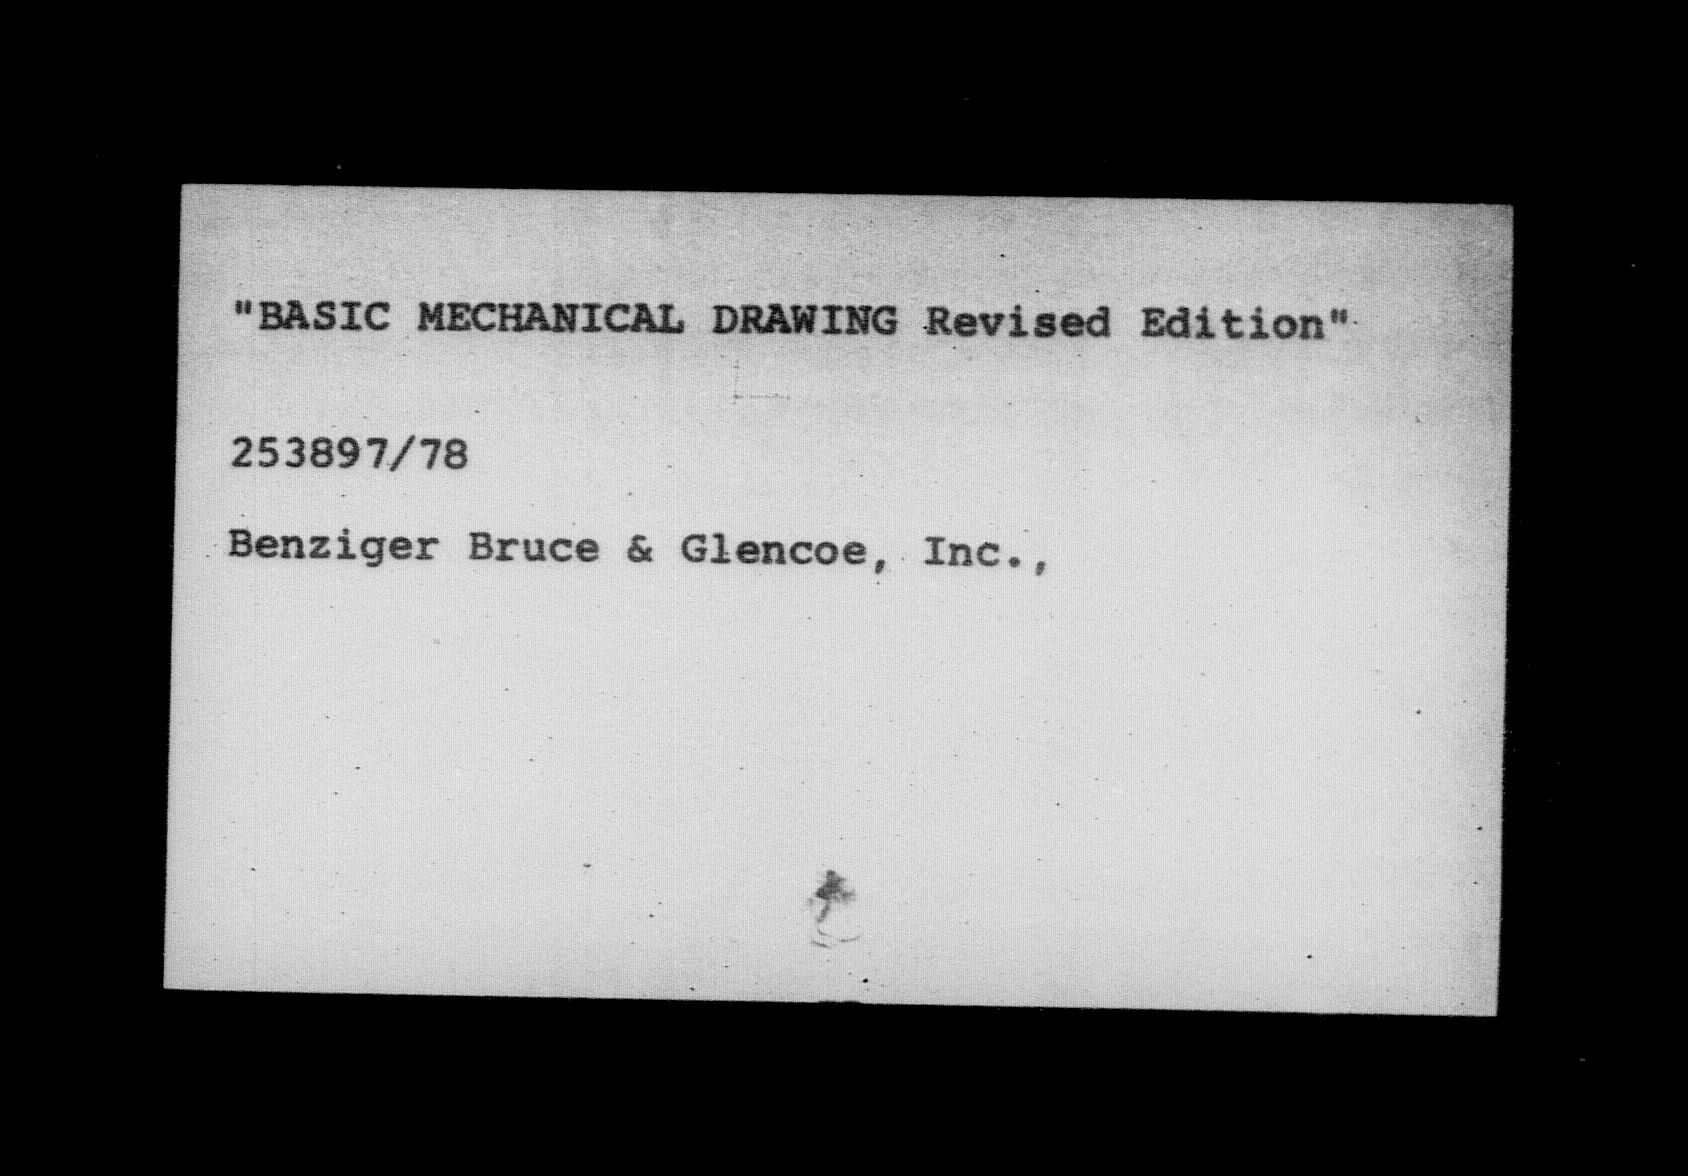 "BASIC MECHANICAL DRAWING Revised Edition"
253897/78
Benziger Bruce & Glencoe, Inc.,